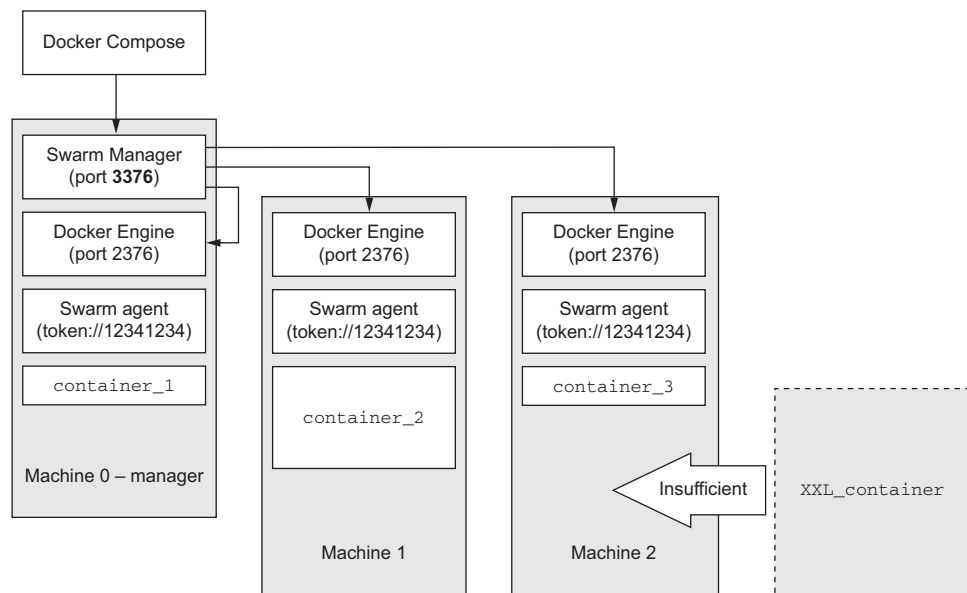 Docker Compose
Swarm Manager
(port 3376)
Docker Engine
(port 2376)
Swarm agent
(token://12341234)
container_1
Machine 0 – manager
Docker Engine
(port 2376)
Swarm agent
(token://12341234)
container_2
Machine 1
Docker Engine
(port 2376)
Swarm agent
(token://12341234)
container_3
Insufficient
Machine 2
XXL_container